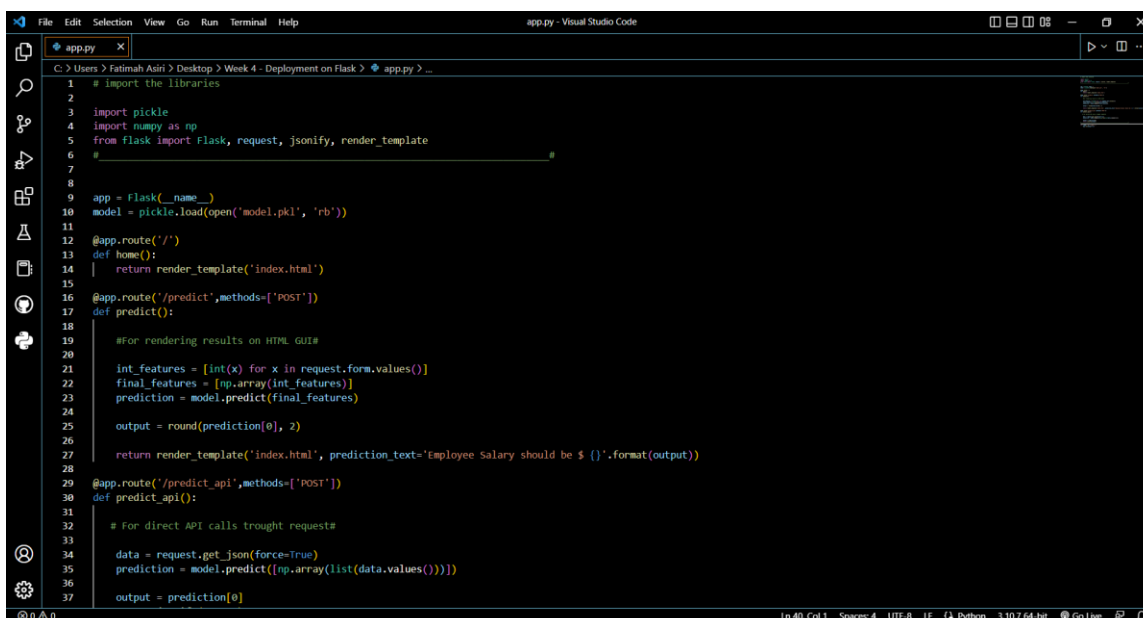 File Edit Selection View Go Run Terminal Help app.py - Visual Studio Code
app.py
C: > Users > Fatimah Asiri > Desktop > Week 4 - Deployment on Flask > app.py > ...
1 # import the libraries
2
3 import pickle
4 import numpy as np
5 from flask import Flask, request, jsonify, render_template
6 #______________________________________________________________________#
7
8
9 app = Flask(__name__)
10 model = pickle.load(open('model.pkl', 'rb'))
11
12 @app.route('/')
13 def home():
14 return render_template('index.html')
15
16 @app.route('/predict',methods=['POST'])
17 def predict():
18
19 #For rendering results on HTML GUI#
20
21 int_features = [int(x) for x in request.form.values()]
22 final_features = [np.array(int_features)]
23 prediction = model.predict(final_features)
24
25 output = round(prediction[0], 2)
26
27 return render_template('index.html', prediction_text='Employee Salary should be $ {}'.format(output))
28
29 @app.route('/predict_api',methods=['POST'])
30 def predict_api():
31
32 # For direct API calls trought request#
33
34 data = request.get_json(force=True)
35 prediction = model.predict([np.array(list(data.values()))])
36
37 output = prediction[0]
0 0 Ln 40, Col 1 Spaces: 4 UTF-8 LF Python 3.10.7 64-bit Go Live